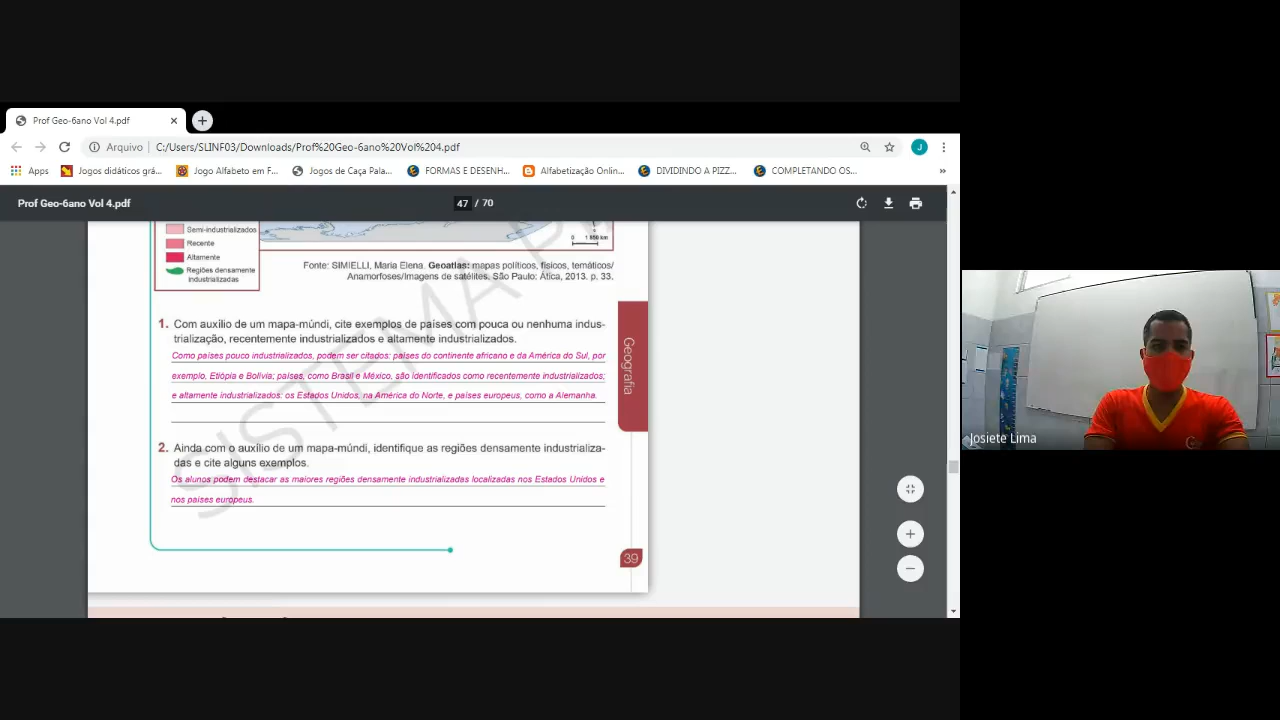 Prof Geo-6ano Vol 4.pdf
Arquivo
C:/Users/SLINF03/Downloads/Prof%20Geo-6ano%20Vol%204.pdf
J
Apps
Jogos didáticos grá...
Jogo Alfabeto em F...
Jogos de Caça Pala...
FORMAS E DESENH...
Alfabetização Onlin...
DIVIDINDO A PIZZ...
COMPLETANDO OS...
»
Prof Geo-6ano Vol 4.pdf
47 / 70
Semi-industrializados
Recente
Altamente
Regiões densamente
industrializadas
0 1 850 km
Fonte: SIMIELLI, Maria Elena. Geoatlas: mapas políticos, físicos, temáticos/
Anamorfoses/Imagens de satélites. São Paulo: Ática, 2013. p. 33.
SISTEMA
1. Com auxílio de um mapa-múndi, cite exemplos de países com pouca ou nenhuma indus-
trialização, recentemente industrializados e altamente industrializados.
Como países pouco industrializados, podem ser citados: países do continente africano e da América do Sul, por
exemplo, Etiópia e Bolívia; países, como Brasil e México, são identificados como recentemente industrializados;
e altamente industrializados: os Estados Unidos, na América do Norte, e países europeus, como a Alemanha.
2. Ainda com o auxílio de um mapa-múndi, identifique as regiões densamente industrializa-
das e cite alguns exemplos.
Os alunos podem destacar as maiores regiões densamente industrializadas localizadas nos Estados Unidos e
nos países europeus.
Geografia
39
Josiete Lima